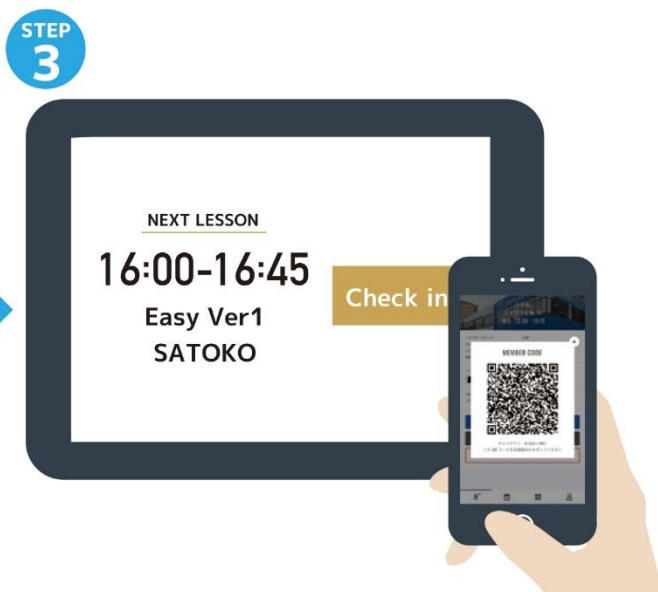 STEP
3
NEXT LESSON
16:00-16:45
Easy Ver1
SATOKO
Check in
MEMBER CODE